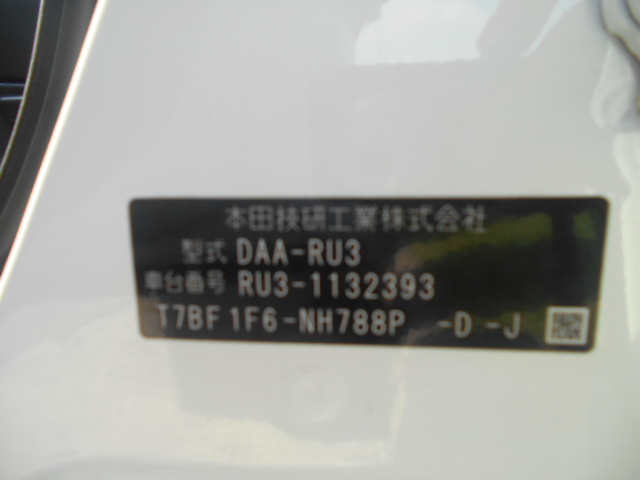 本田技研工業株式会社
型式 DAA-RU3
車台番号 RU3-1132393
T7BF1F6-NH788P -D-J